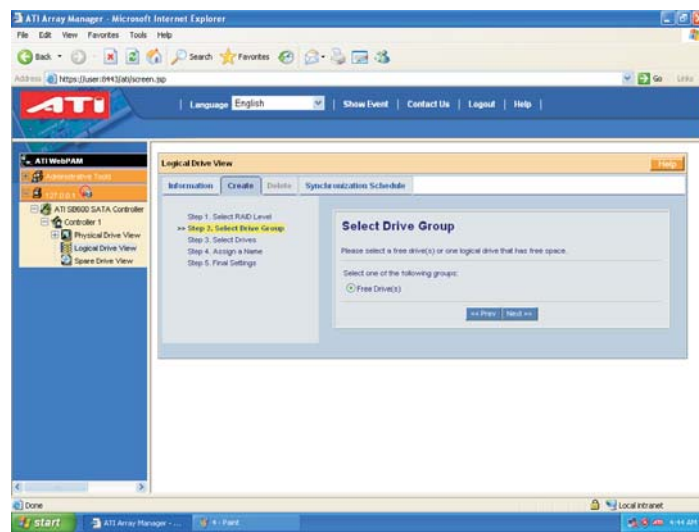 ATI Array Manager - Microsoft Internet Explorer
File Edit View Favorites Tools Help
Back Search Favorites
Address https://user:8443/ati/screen.jsp Go Links
ATI
Language English Show Event Contact Us Logout Help
ATI WebPAM
Administrative Tools
127.0.0.1
ATI SB600 SATA Controller
Controller 1
Physical Drive View
Logical Drive View
Spare Drive View
Logical Drive View Help
Information Create Delete Synchronization Schedule
Step 1. Select RAID Level
>> Step 2. Select Drive Group
Step 3. Select Drives
Step 4. Assign a Name
Step 5. Final Settings
Select Drive Group
Please select a free drive(s) or one logical drive that has free space.
Select one of the following groups:
Free Drive(s)
<< Prev Next >>
Done Local intranet
start ATI Array Manager - ... 4 - Paint 4:44 AM